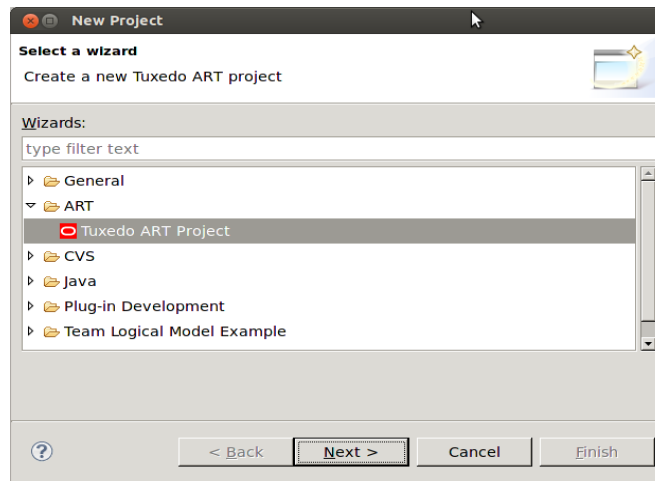 New Project
Select a wizard
Create a new Tuxedo ART project
Wizards:
type filter text
General
ART
Tuxedo ART Project
CVS
Java
Plug-in Development
Team Logical Model Example
? < Back Next > Cancel Finish